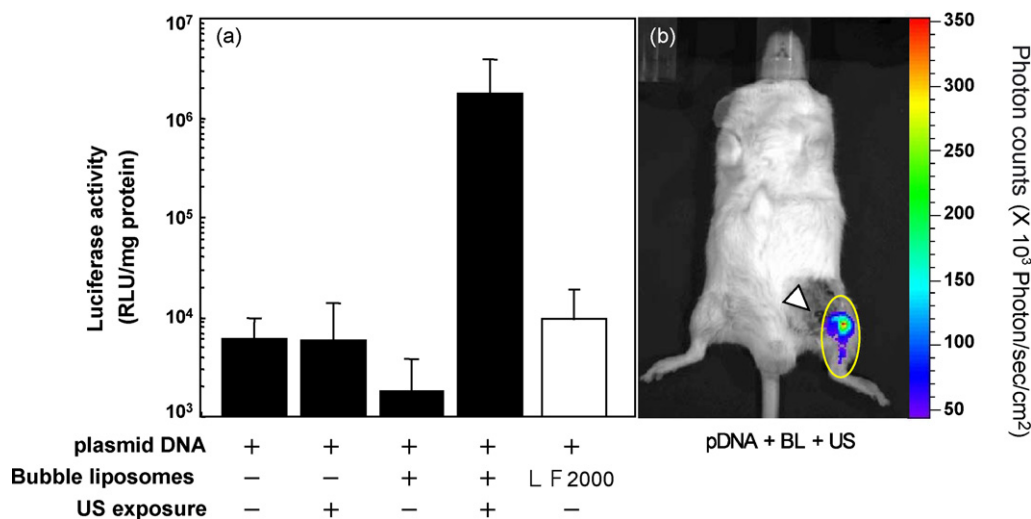 (a)
10⁷
10⁶
10⁵
10⁴
10³
Luciferase activity
(RLU/mg protein)
plasmid DNA + + + + +
Bubble liposomes − − + + L F 2000
US exposure − + − + −
(b)
pDNA + BL + US
350
300
250
200
150
100
50
Photon counts (X 10³ Photon/sec/cm²)